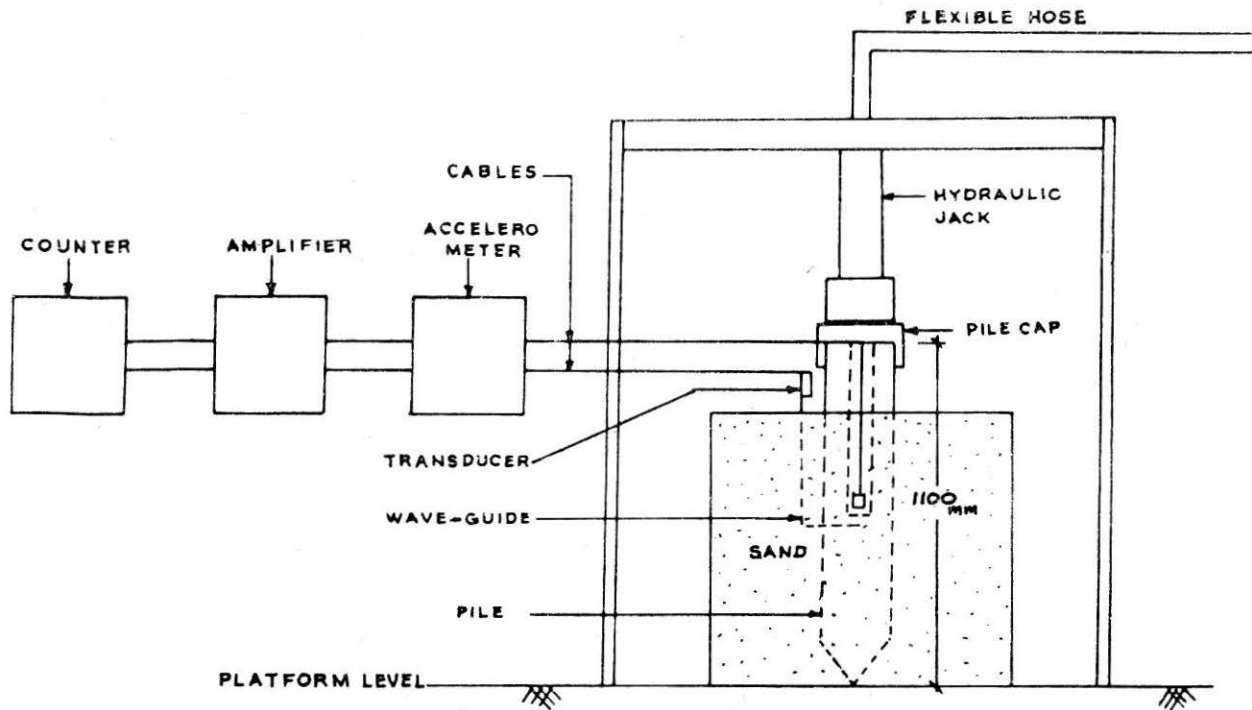 FLEXIBLE HOSE
CABLES
HYDRAULIC
JACK
COUNTER
AMPLIFIER
ACCELERO
METER
PILE CAP
TRANSDUCER
1100
mm
WAVE-GUIDE
SAND
PILE
PLATFORM LEVEL